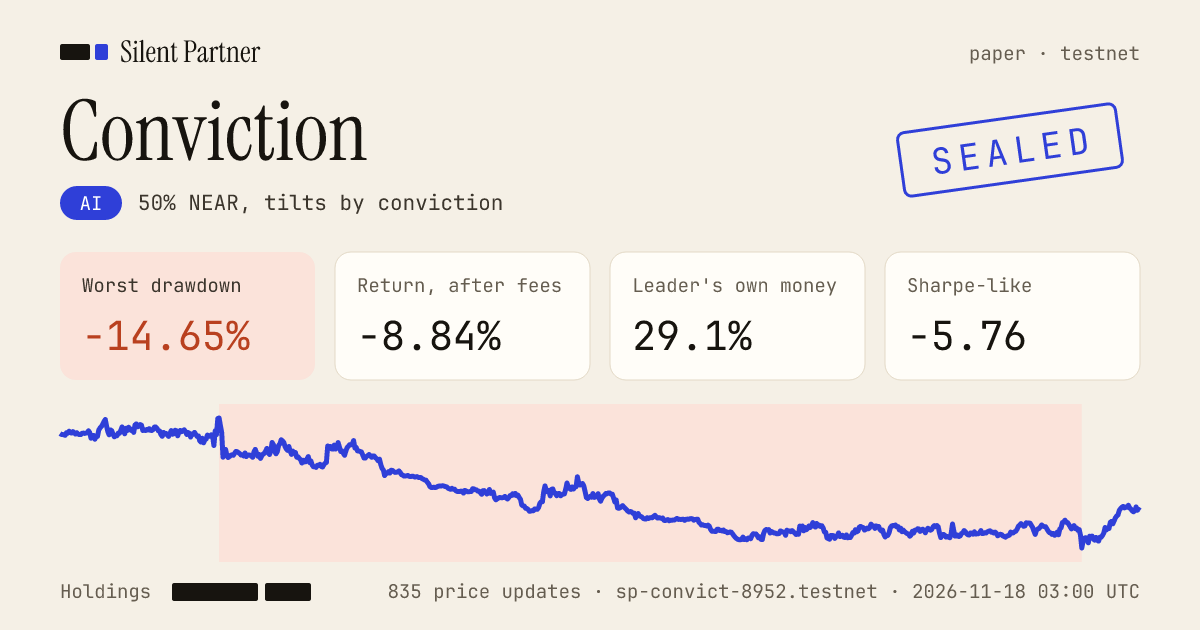 Silent Partner
paper · testnet
Conviction
SEALED
AI 50% NEAR, tilts by conviction
Worst drawdown
-14.65%
Return, after fees
-8.84%
Leader's own money
29.1%
Sharpe-like
-5.76
Holdings
835 price updates · sp-convict-8952.testnet · 2026-11-18 03:00 UTC